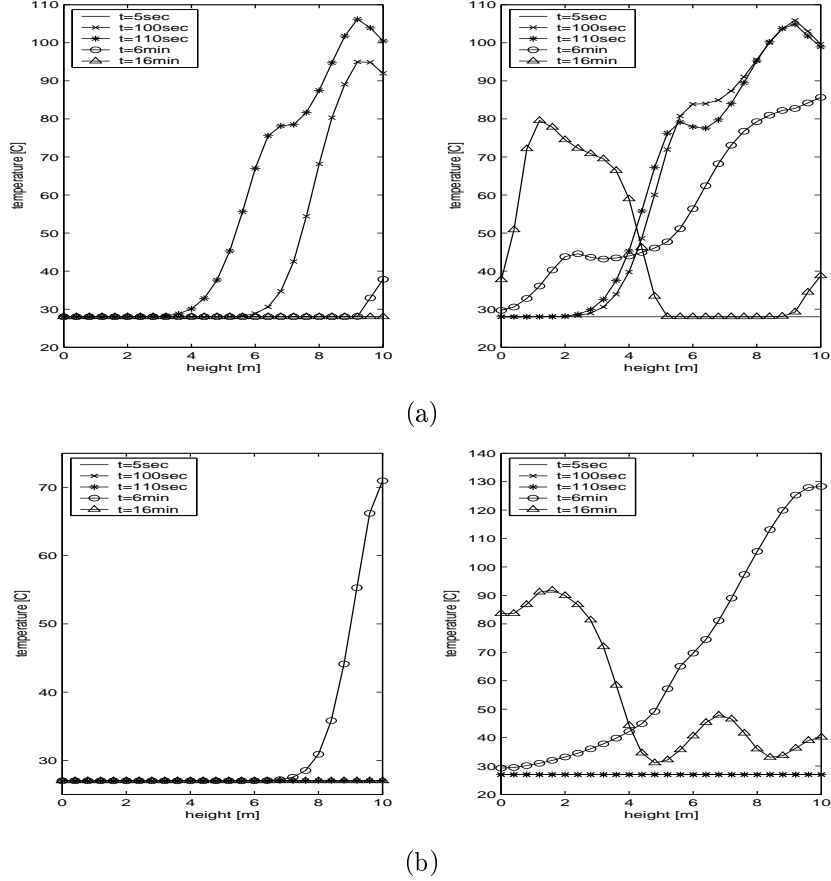 110
100
90
80
70
60
50
40
30
20
0
2
4
6
8
10
height [m]
temperature [C]
t=5sec
t=100sec
t=110sec
t=6min
t=16min
110
100
90
80
70
60
50
40
30
20
0
2
4
6
8
10
height [m]
temperature [C]
t=5sec
t=100sec
t=110sec
t=6min
t=16min
(a)
70
60
50
40
30
0
2
4
6
8
10
height [m]
temperature [C]
t=5sec
t=100sec
t=110sec
t=6min
t=16min
140
130
120
110
100
90
80
70
60
50
40
30
20
0
2
4
6
8
10
height [m]
temperature [C]
t=5sec
t=100sec
t=110sec
t=6min
t=16min
(b)